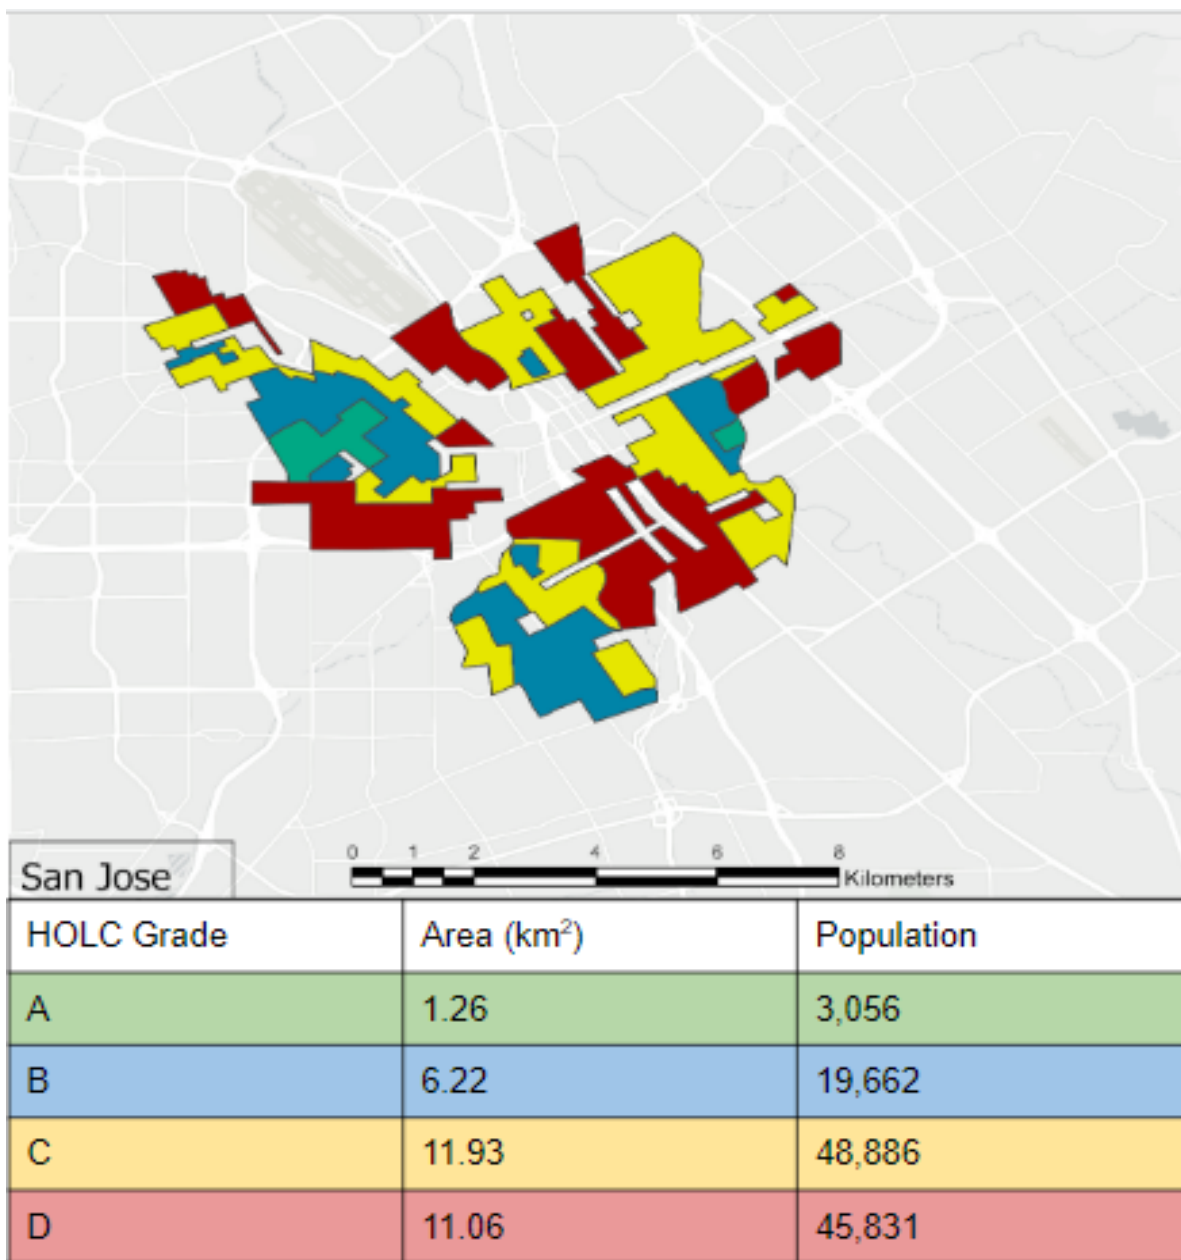 0 1 2 4 6 8
Kilometers
San Jose
HOLC Grade Area (km²) Population
A 1.26 3,056
B 6.22 19,662
C 11.93 48,886
D 11.06 45,831